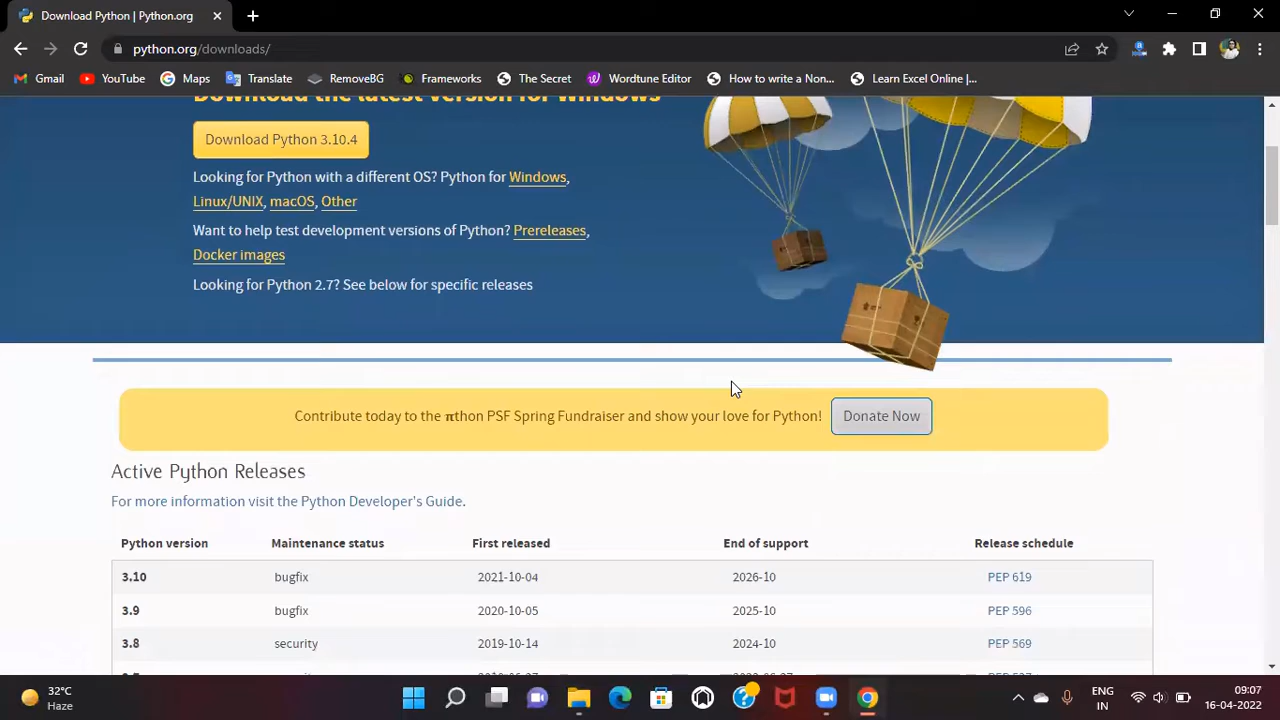 Download Python | Python.org
python.org/downloads/
Gmail YouTube Maps Translate RemoveBG Frameworks The Secret Wordtune Editor How to write a Non... Learn Excel Online |...
Download the latest version for Windows
Download Python 3.10.4
Looking for Python with a different OS? Python for Windows,
Linux/UNIX, macOS, Other
Want to help test development versions of Python? Prereleases,
Docker images
Looking for Python 2.7? See below for specific releases
Contribute today to the πthon PSF Spring Fundraiser and show your love for Python! Donate Now
Active Python Releases
For more information visit the Python Developer's Guide.
Python version Maintenance status First released End of support Release schedule
3.10 bugfix 2021-10-04 2026-10 PEP 619
3.9 bugfix 2020-10-05 2025-10 PEP 596
3.8 security 2019-10-14 2024-10 PEP 569
32°C
Haze
ENG
IN
09:07
16-04-2022